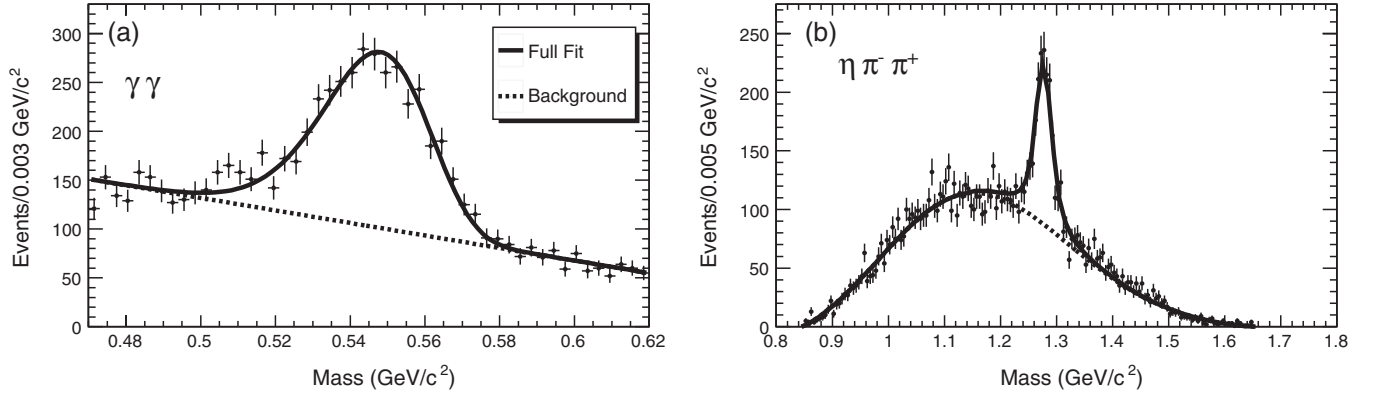 (a)
γ γ
Full Fit
Background
Events/0.003 GeV/c²
300
250
200
150
100
50
0
0.48 0.5 0.52 0.54 0.56 0.58 0.6 0.62
Mass (GeV/c²)
(b)
η π⁻ π⁺
Events/0.005 GeV/c²
250
200
150
100
50
0
0.8 0.9 1 1.1 1.2 1.3 1.4 1.5 1.6 1.7 1.8
Mass (GeV/c²)